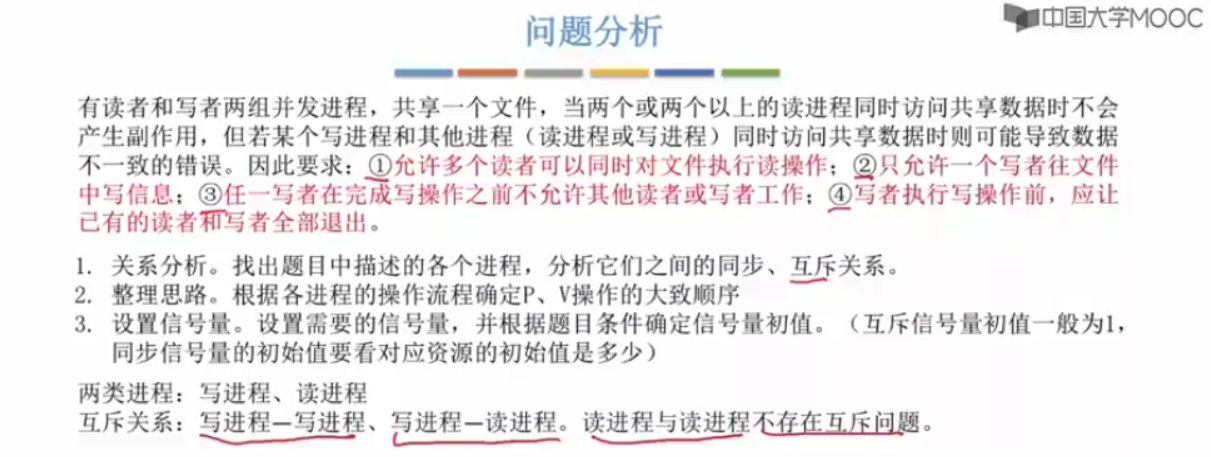 中国大学MOOC
问题分析
有读者和写者两组并发进程，共享一个文件，当两个或两个以上的读进程同时访问共享数据时不会
产生副作用，但若某个写进程和其他进程（读进程或写进程）同时访问共享数据时则可能导致数据
不一致的错误。因此要求：①允许多个读者可以同时对文件执行读操作；②只允许一个写者往文件
中写信息；③任一写者在完成写操作之前不允许其他读者或写者工作；④写者执行写操作前，应让
已有的读者和写者全部退出。
1. 关系分析。找出题目中描述的各个进程，分析它们之间的同步、互斥关系。
2. 整理思路。根据各进程的操作流程确定P、V操作的大致顺序
3. 设置信号量。设置需要的信号量，并根据题目条件确定信号量初值。（互斥信号量初值一般为1，
同步信号量的初始值要看对应资源的初始值是多少）
两类进程：写进程、读进程
互斥关系：写进程—写进程、写进程—读进程。读进程与读进程不存在互斥问题。